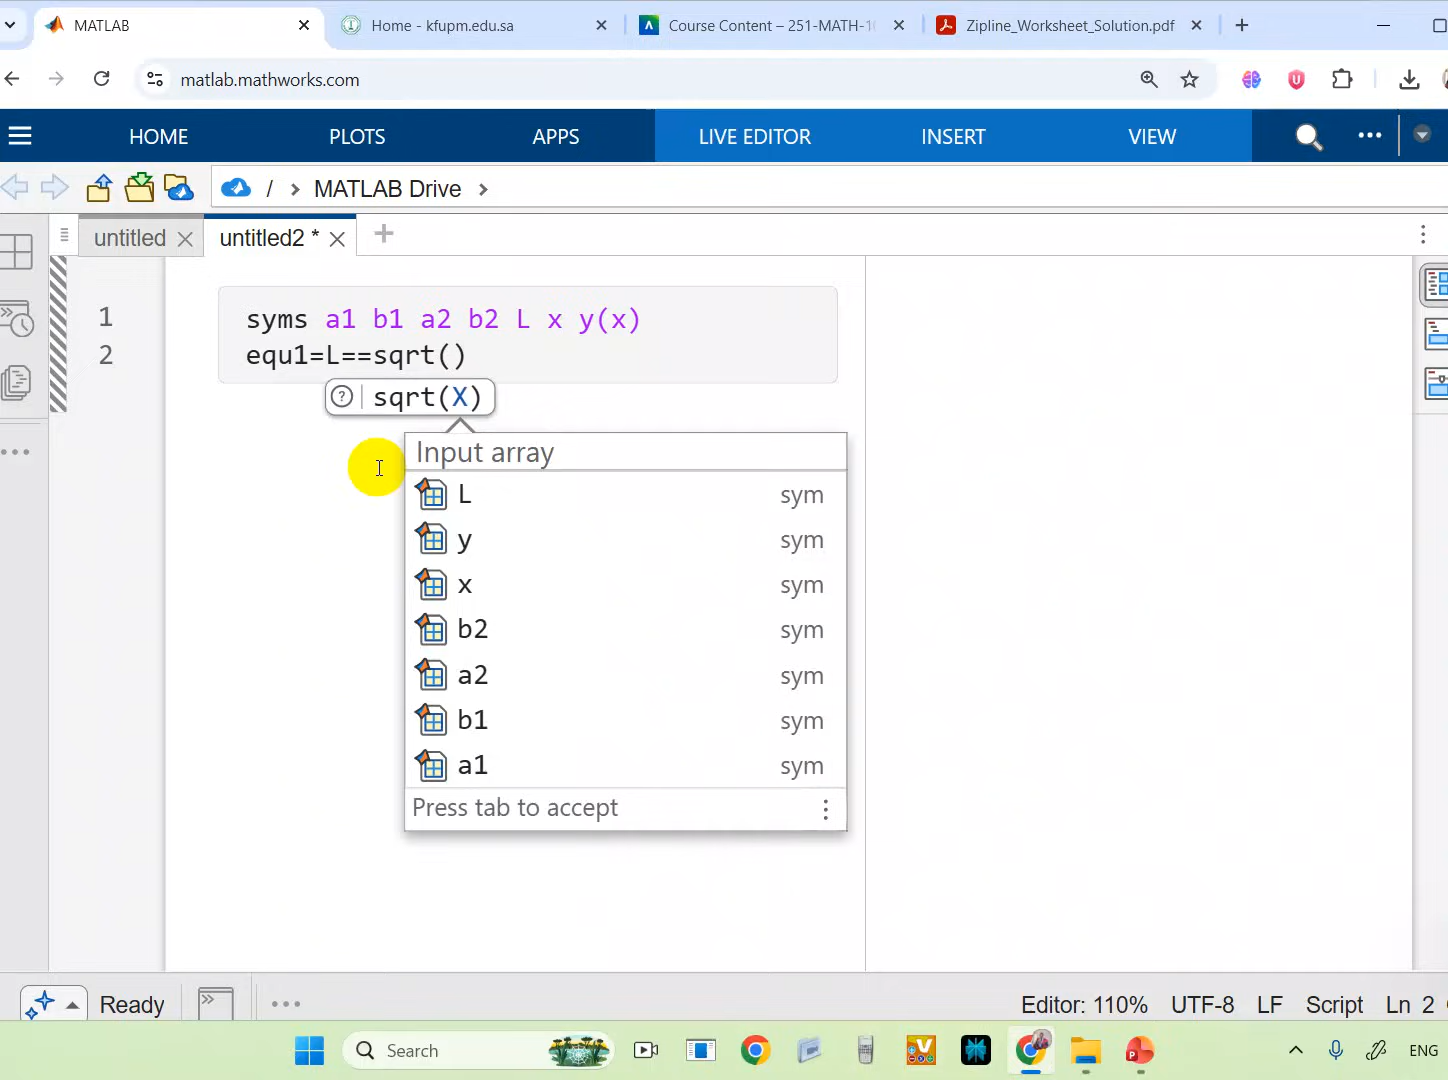 MATLAB
Home - kfupm.edu.sa
Course Content – 251-MATH-1
Zipline_Worksheet_Solution.pdf
matlab.mathworks.com
HOME
PLOTS
APPS
LIVE EDITOR
INSERT
VIEW
/ > MATLAB Drive >
untitled
untitled2 *
1 syms a1 b1 a2 b2 L x y(x)
2 equ1=L==sqrt()
sqrt(X)
Input array
L sym
y sym
x sym
b2 sym
a2 sym
b1 sym
a1 sym
Press tab to accept
Ready
Editor: 110% UTF-8 LF Script Ln 2
Search
ENG